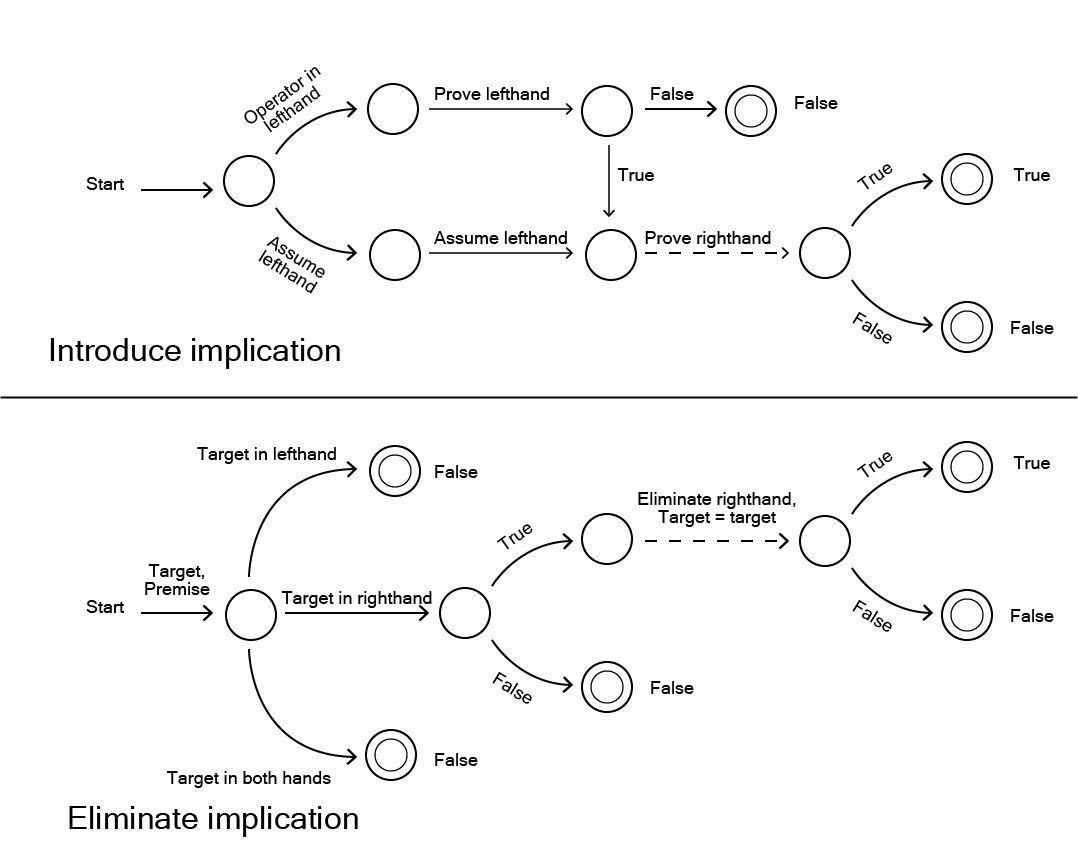 Operator in
lefthand
Prove lefthand
False
False
Start
True
True
True
Assume
lefthand
Assume lefthand
Prove righthand
False
False
Introduce implication
Target in lefthand
False
True
True
Eliminate righthand,
Target = target
True
Target,
Premise
Start
Target in righthand
False
False
False
False
Target in both hands
False
Eliminate implication